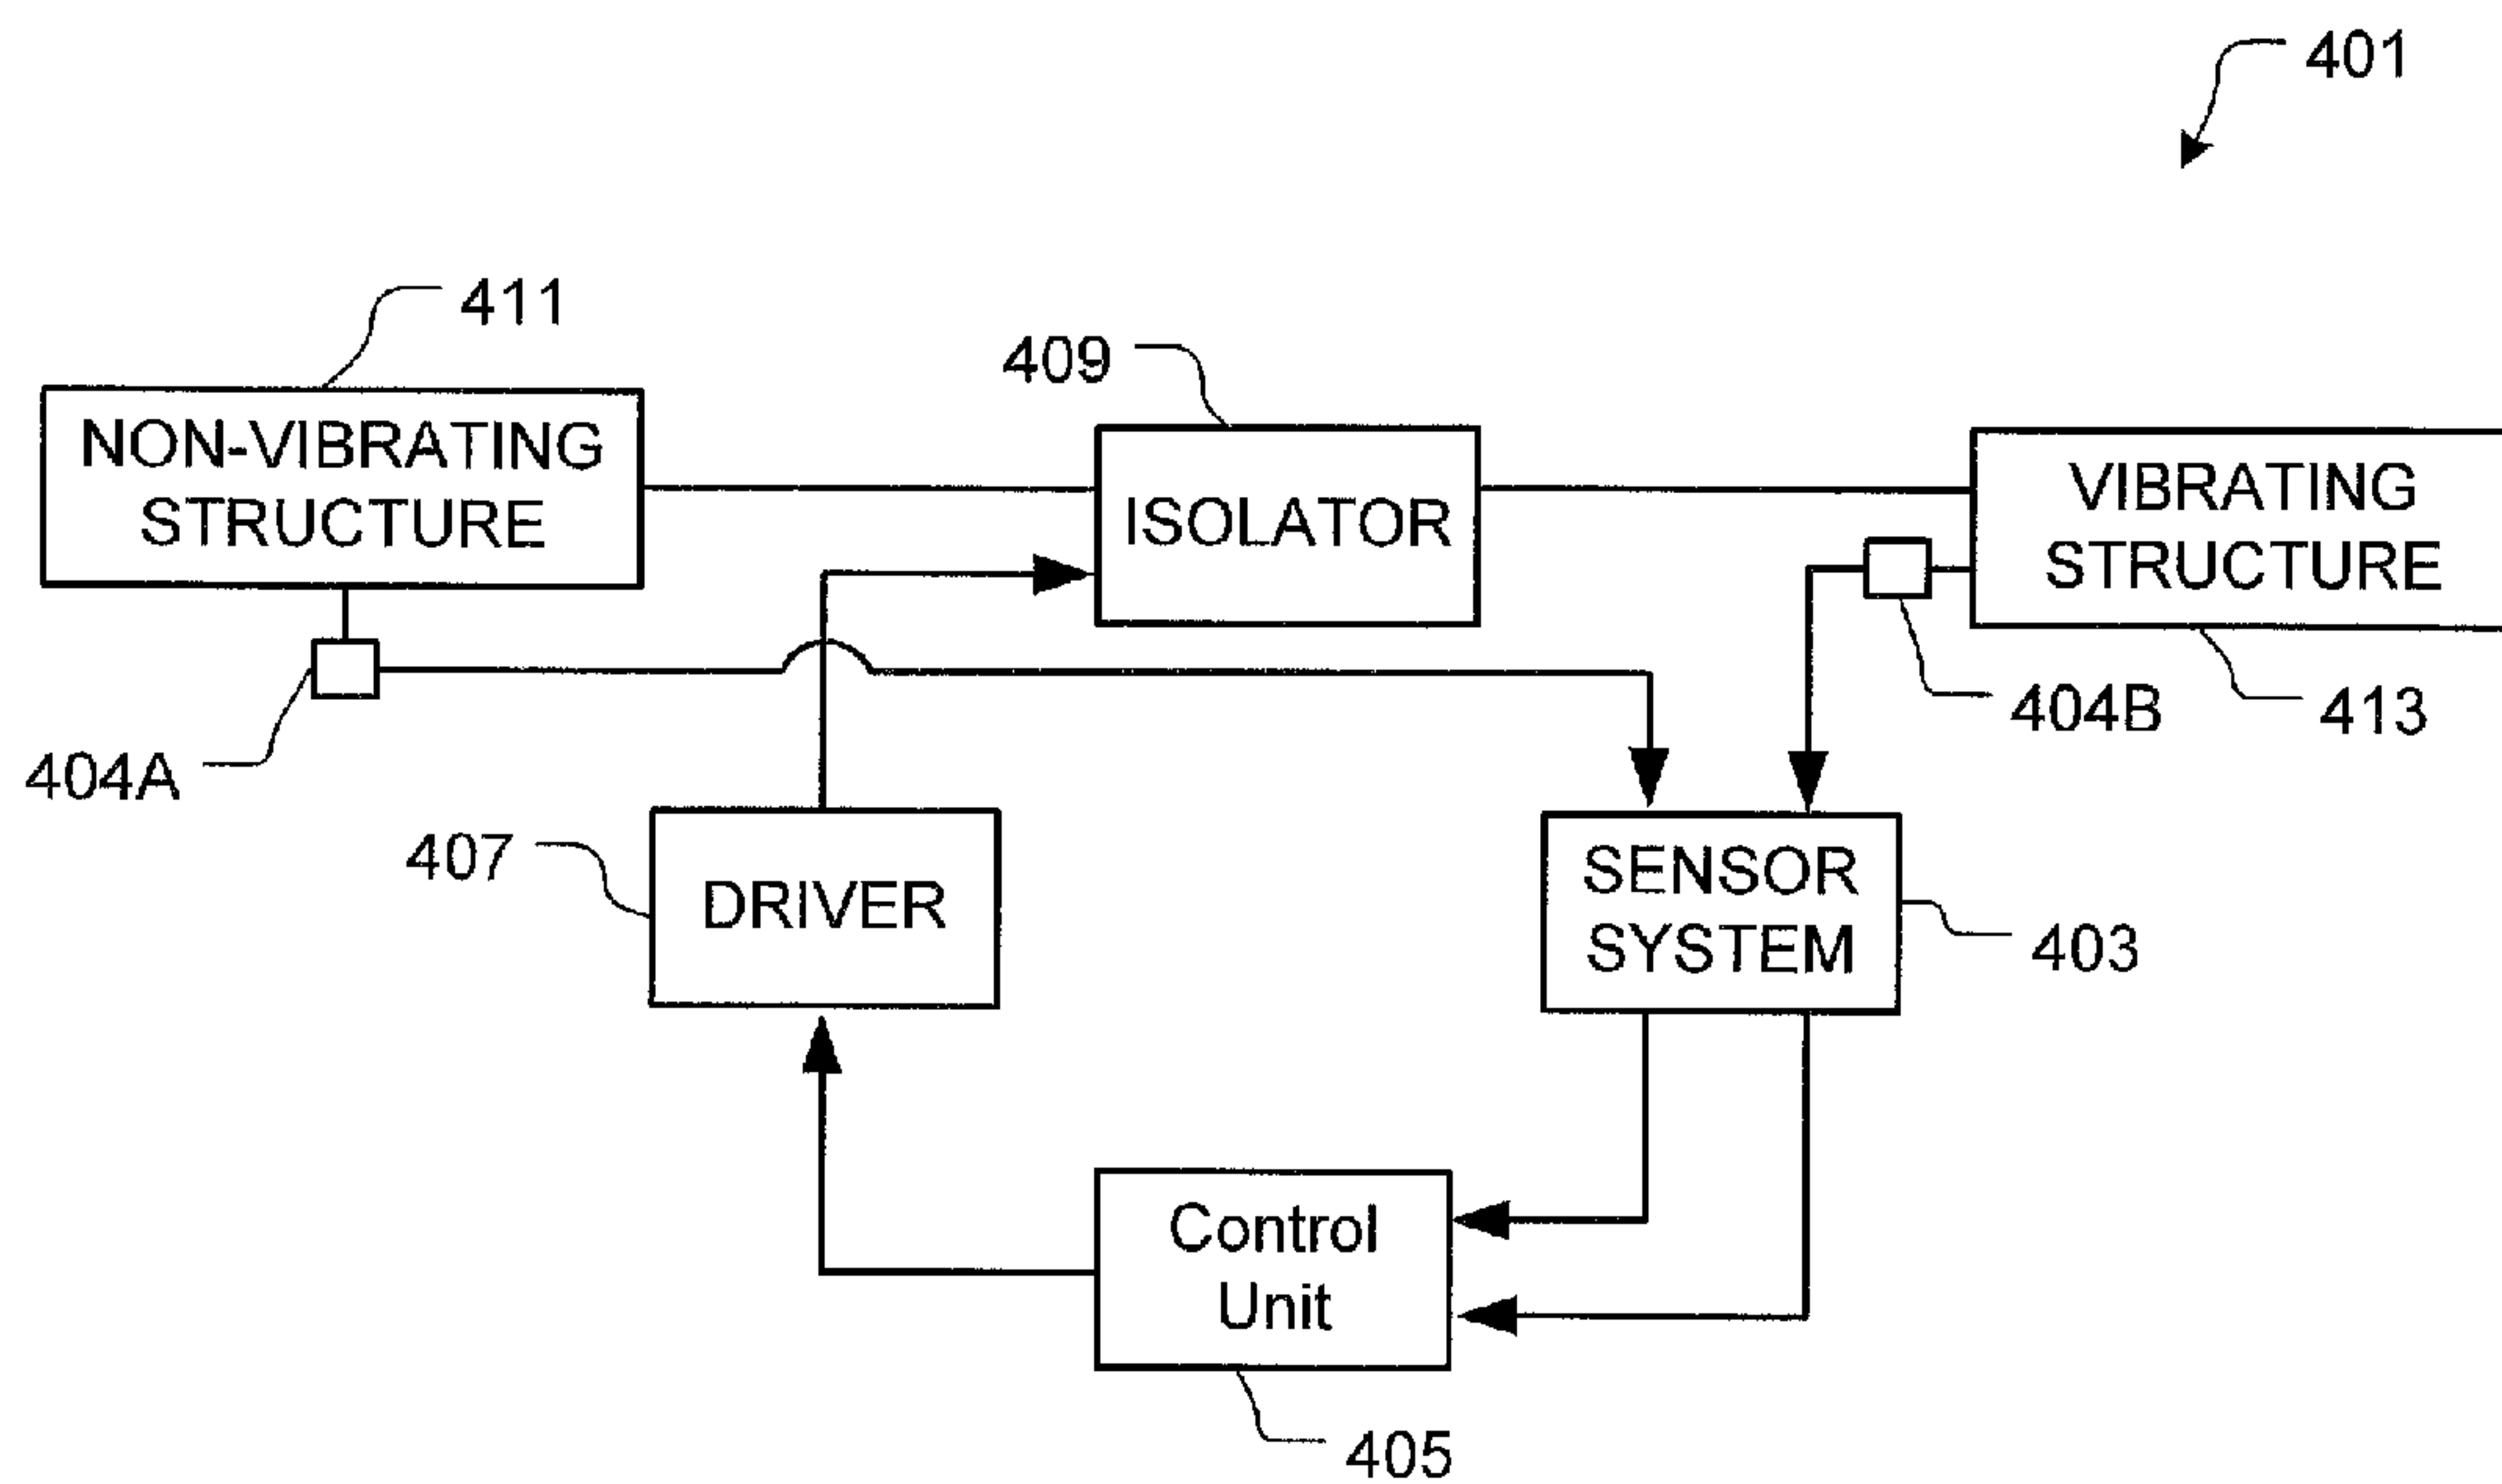 401
411
409
NON-VIBRATING
STRUCTURE
ISOLATOR
VIBRATING
STRUCTURE
404B
413
404A
407
DRIVER
SENSOR
SYSTEM
403
Control
Unit
405